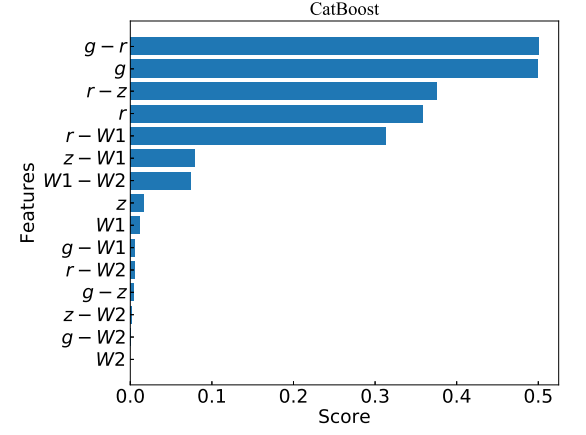 CatBoost
Features
g − r
g
r − z
r
r − W1
z − W1
W1 − W2
z
W1
g − W1
r − W2
g − z
z − W2
g − W2
W2
0.0 0.1 0.2 0.3 0.4 0.5
Score